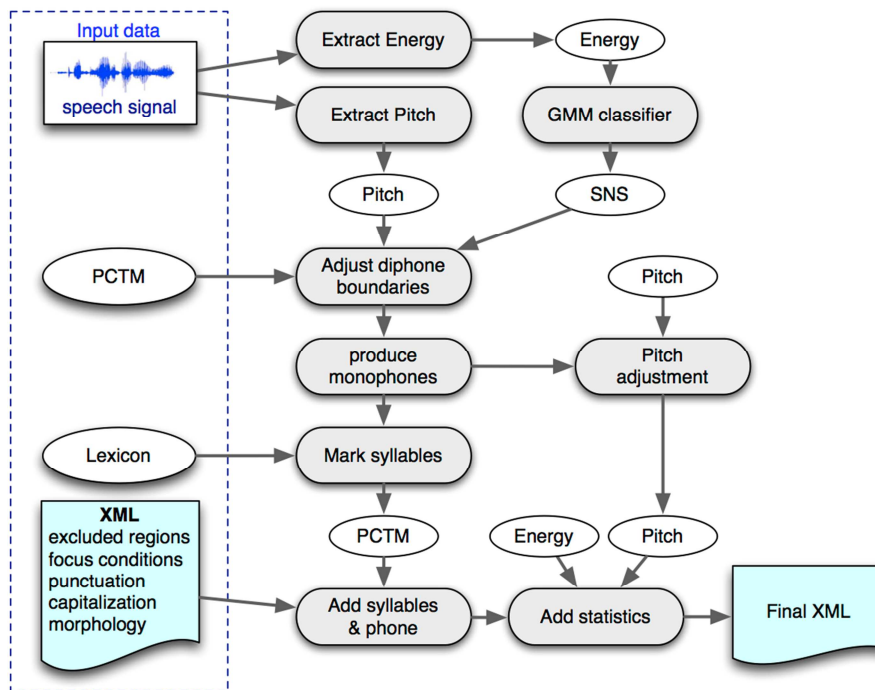 Input data
speech signal
Extract Energy
Energy
Extract Pitch
GMM classifier
Pitch
SNS
PCTM
Adjust diphone
boundaries
Pitch
produce
monophones
Pitch
adjustment
Lexicon
Mark syllables
XML
excluded regions
focus conditions
punctuation
capitalization
morphology
PCTM
Energy
Pitch
Add syllables
& phone
Add statistics
Final XML